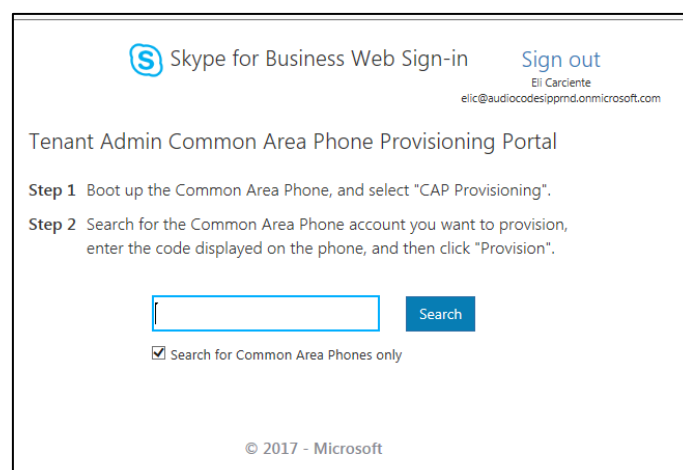 Skype for Business Web Sign-in
Sign out
Eli Carciente
elic@audiocodesipprnd.onmicrosoft.com
Tenant Admin Common Area Phone Provisioning Portal
Step 1 Boot up the Common Area Phone, and select "CAP Provisioning".
Step 2 Search for the Common Area Phone account you want to provision,
enter the code displayed on the phone, and then click "Provision".
Search
Search for Common Area Phones only
© 2017 - Microsoft